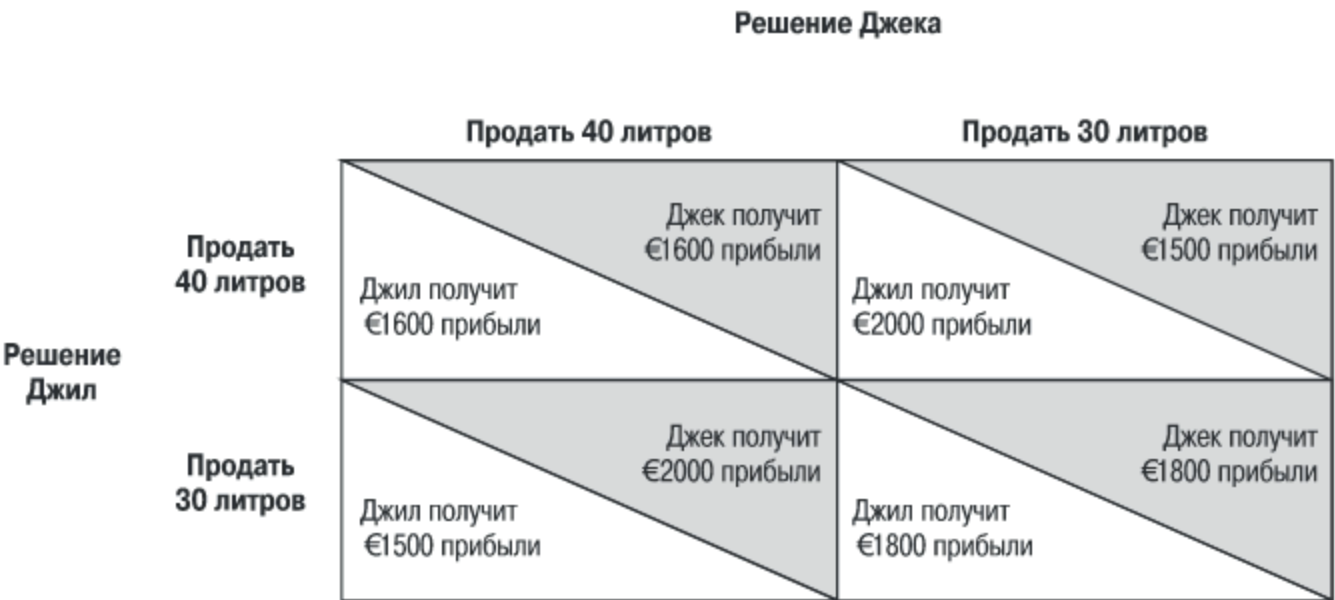 Решение Джека
Продать 40 литров
Продать 30 литров
Продать
40 литров
Джек получит
€1600 прибыли
Джил получит
€1600 прибыли
Джек получит
€1500 прибыли
Джил получит
€2000 прибыли
Решение
Джил
Продать
30 литров
Джек получит
€2000 прибыли
Джил получит
€1500 прибыли
Джек получит
€1800 прибыли
Джил получит
€1800 прибыли